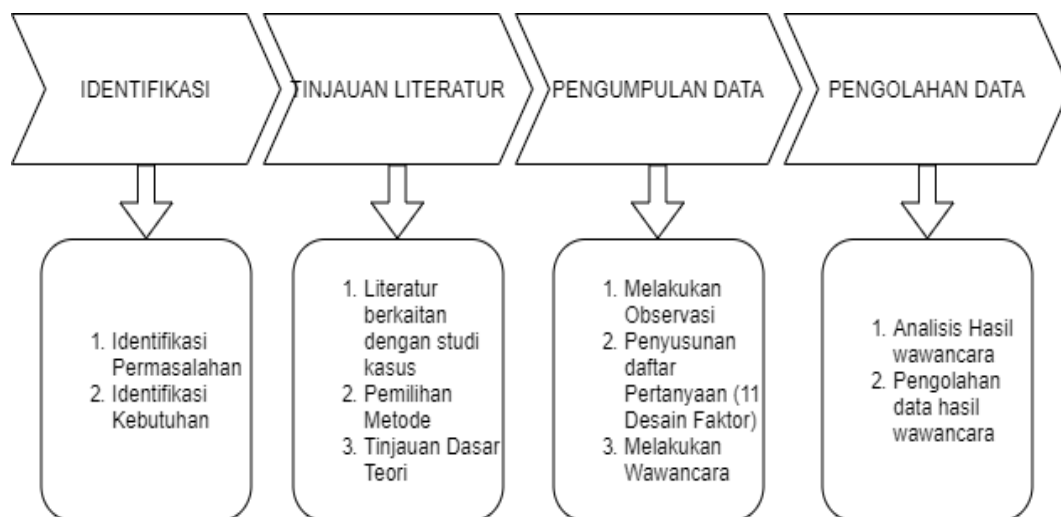 IDENTIFIKASI
TINJAUAN LITERATUR
PENGUMPULAN DATA
PENGOLAHAN DATA
1. Identifikasi
Permasalahan
2. Identifikasi
Kebutuhan
1. Literatur
berkaitan
dengan studi
kasus
2. Pemilihan
Metode
3. Tinjauan Dasar
Teori
1. Melakukan
Observasi
2. Penyusunan
daftar
Pertanyaan (11
Desain Faktor)
3. Melakukan
Wawancara
1. Analisis Hasil
wawancara
2. Pengolahan
data hasil
wawancara